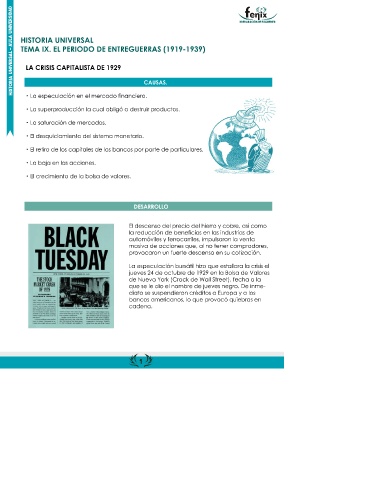 HISTORIA UNIVERSAL - AULA UNIVERSIDAD
fenix
HISTORIA UNIVERSAL
TEMA IX. EL PERIODO DE ENTREGUERRAS (1919-1939)
LA CRISIS CAPITALISTA DE 1929
CAUSAS.
• La especulación en el mercado financiero.
• La superproducción la cual obligó a destruir productos.
• La saturación de mercados.
• El desquiciamiento del sistema monetario.
• El retiro de los capitales de los bancos por parte de particulares.
• La baja en las acciones.
• El crecimiento de la bolsa de valores.
DESARROLLO
BLACK
TUESDAY
THE STOCK
MARKET CRASH
OF 1929
El descenso del precio del hierro y cobre, así como
la reducción de beneficios en las industrias de
automóviles y ferrocarriles, impulsaron la venta
masiva de acciones que, al no tener compradores,
provocaron un fuerte descenso en su cotización.
La especulación bursátil hizo que estallara la crisis el
jueves 24 de octubre de 1929 en la Bolsa de Valores
de Nueva York (Crack de Wall Street), fecha a la
que se le dio el nombre de jueves negro. De inme-
diato se suspendieron créditos a Europa y a los
bancos americanos, lo que provocó quiebras en
cadena.
1